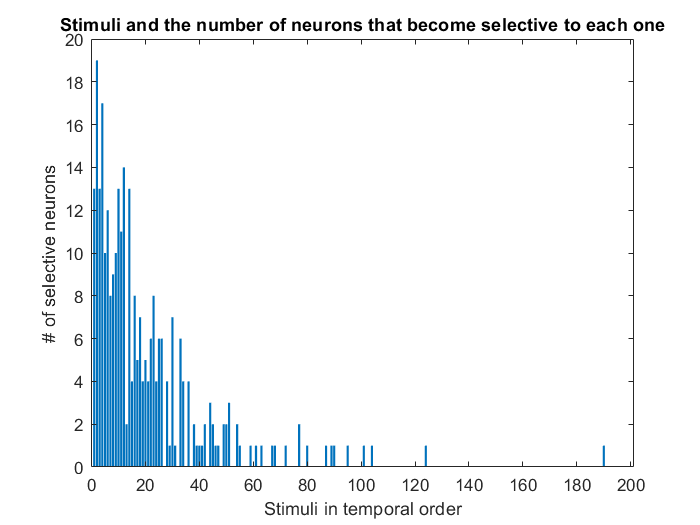 Stimuli and the number of neurons that become selective to each one
20
18
16
14
12
10
8
6
4
2
0
# of selective neurons
0 20 40 60 80 100 120 140 160 180 200
Stimuli in temporal order